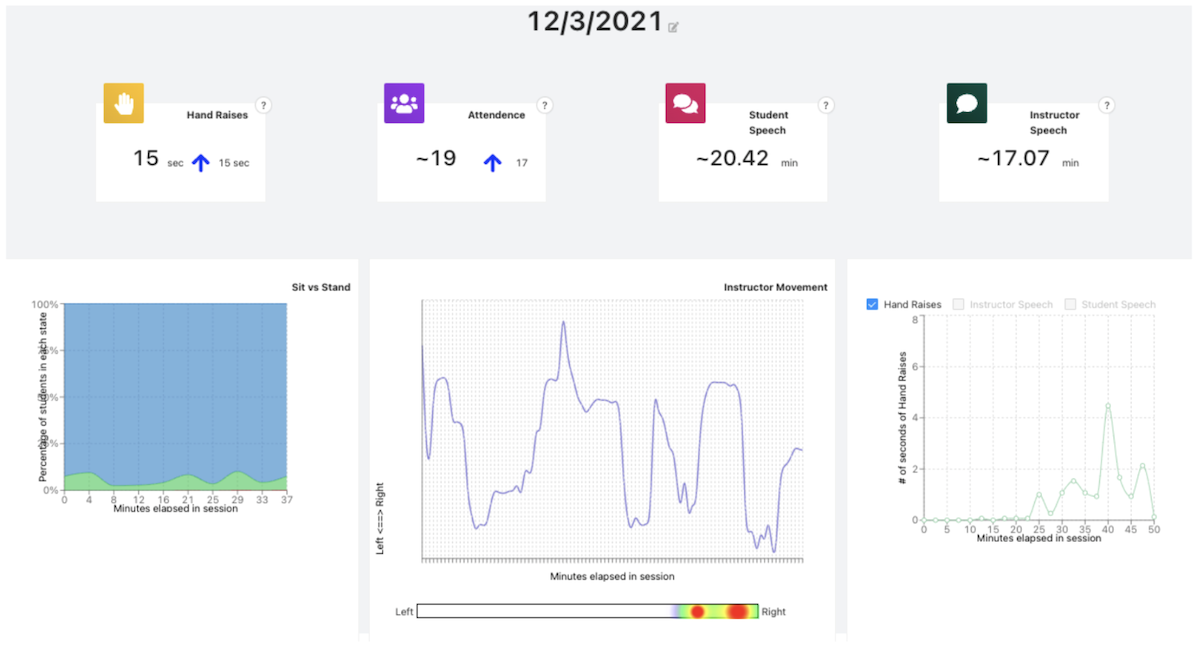 12/3/2021
?
Hand Raises
15 sec 15 sec
?
Attendence
~19 17
?
Student
Speech
~20.42 min
?
Instructor
Speech
~17.07 min
Sit vs Stand
Percentage of students in each state
100%
75%
50%
25%
0%
0 4 8 12 16 21 25 29 33 37
Minutes elapsed in session
Instructor Movement
Left <==> Right
Minutes elapsed in session
Left Right
Hand Raises Instructor Speech Student Speech
# of seconds of Hand Raises
8
6
4
2
0
0 5 10 15 20 25 30 35 40 45 50
Minutes elapsed in session